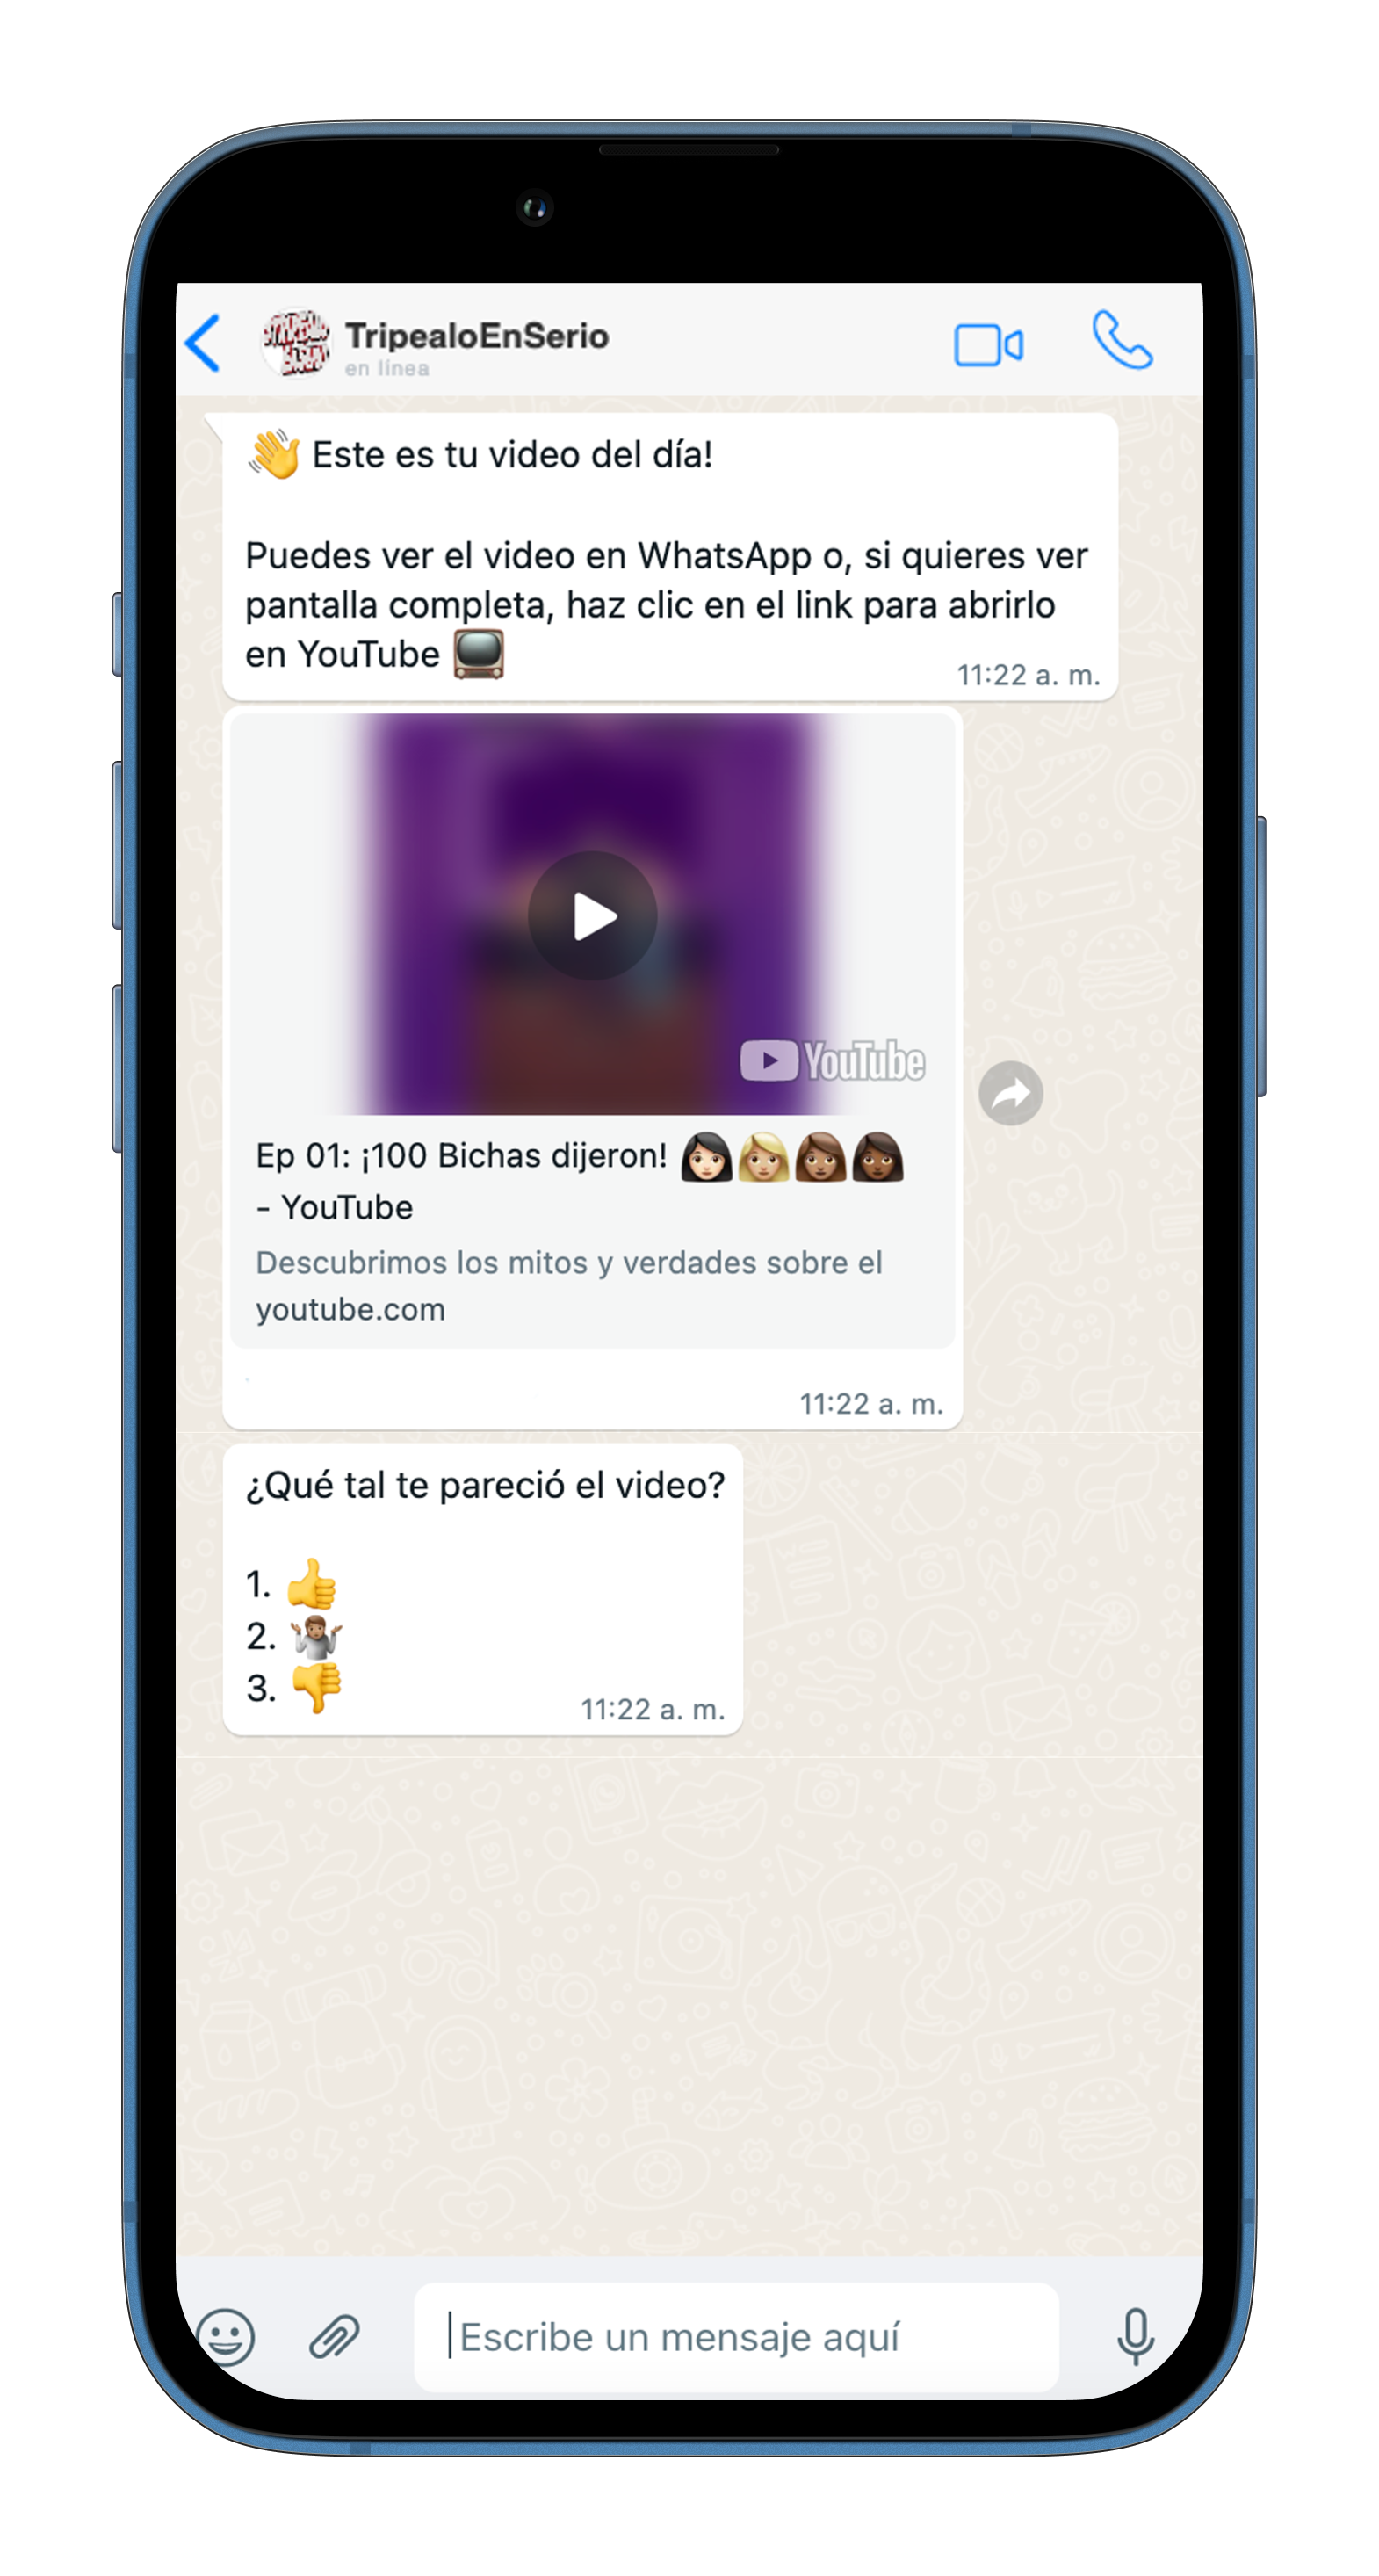 TripealoEnSerio
en línea
👋 Este es tu video del día!
Puedes ver el video en WhatsApp o, si quieres ver
pantalla completa, haz clic en el link para abrirlo
en YouTube 📺
11:22 a. m.
YouTube
Ep 01: ¡100 Bichas dijeron! 👩🏻👩🏼👩🏽👩🏾
- YouTube
Descubrimos los mitos y verdades sobre el
youtube.com
11:22 a. m.
¿Qué tal te pareció el video?
1. 👍
2. 🤷🏽
3. 👎
11:22 a. m.
Escribe un mensaje aquí